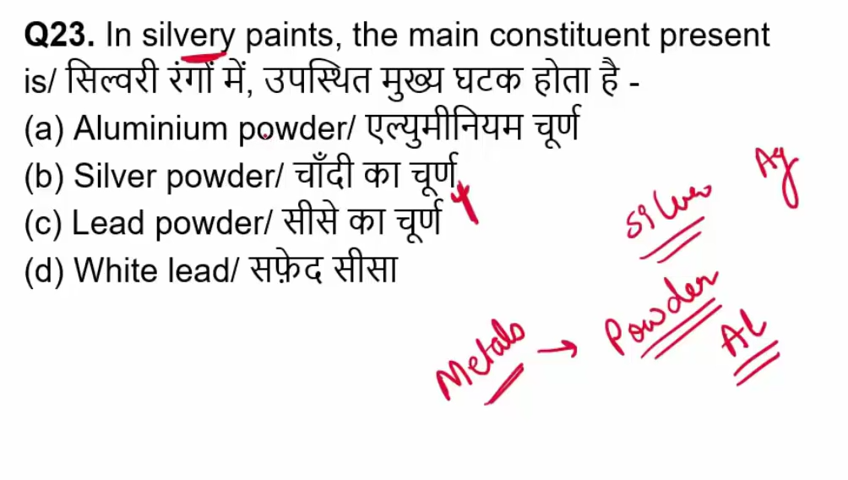 Q23. In silvery paints, the main constituent present
is/ सिल्वरी रंगों में, उपस्थित मुख्य घटक होता है -
(a) Aluminium powder/ एल्युमीनियम चूर्ण
(b) Silver powder/ चाँदी का चूर्ण
(c) Lead powder/ सीसे का चूर्ण
(d) White lead/ सफ़ेद सीसा
Ag
Silver
Metals → Powder
Al